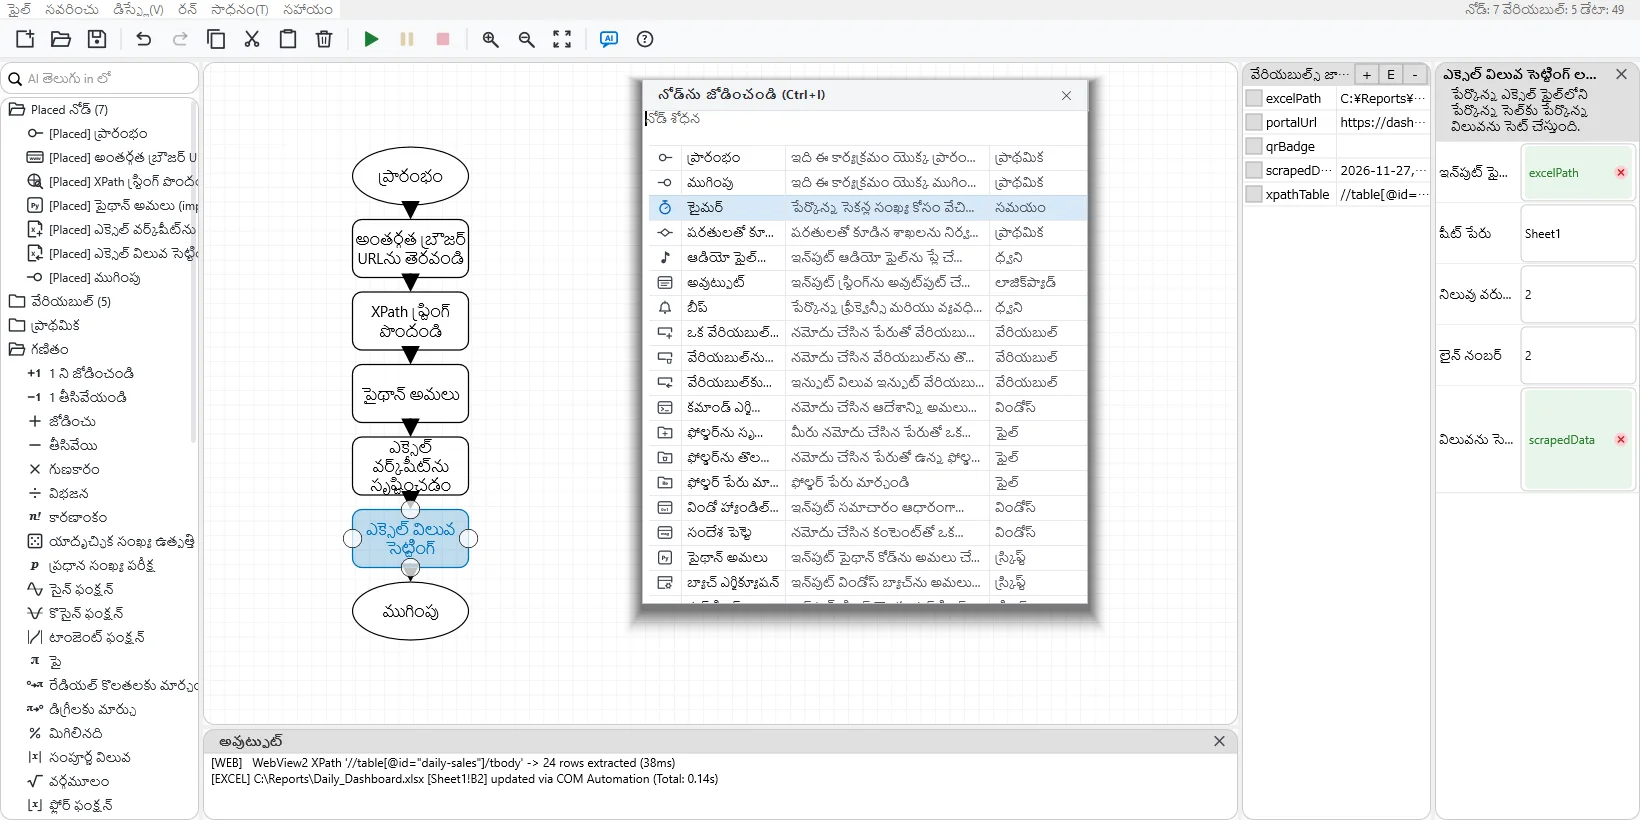 ఫైల్ సవరించు డిస్ప్లే(V) రన్ సాధనం(T) సహాయం
నోడ్: 7 వేరియబుల్: 5 డేటా: 49
AI తెలుగు in లో
Placed నోడ్ (7)
[Placed] ప్రారంభం
[Placed] అంతర్గత బ్రౌజర్ U
[Placed] XPath స్ట్రింగ్ పొందం
[Placed] పైథాన్ అమలు (imp
[Placed] ఎక్సెల్ వర్క్‌షీట్‌ను
[Placed] ఎక్సెల్ విలువ సెట్టిం
[Placed] ముగింపు
వేరియబుల్ (5)
ప్రాథమిక
గణితం
+1 1 ని జోడించండి
−1 1 తీసివేయండి
+ జోడించు
− తీసివేయి
× గుణకారం
÷ విభజన
n! కారణాంకం
యాదృచ్ఛిక సంఖ్య ఉత్పత్తి
p ప్రధాన సంఖ్య పరీక్ష
సైన్ ఫంక్షన్
కొసైన్ ఫంక్షన్
టాంజెంట్ ఫంక్షన్
π పై
°→π రేడియల్ కొలతలకు మార్చం
π→° డిగ్రీలకు మార్చు
% మిగిలినది
|x| సంపూర్ణ విలువ
√ వర్గమూలం
⌊x⌋ ఫ్లోర్ ఫంక్షన్
ప్రారంభం
అంతర్గత బ్రౌజర్
URLను తెరవండి
XPath స్ట్రింగ్
పొందండి
పైథాన్ అమలు
ఎక్సెల్
వర్క్‌షీట్‌ను
సృష్టించడం
ఎక్సెల్ విలువ
సెట్టింగ్
ముగింపు
నోడ్‌ను జోడించండి (Ctrl+I)
నోడ్ శోధన
ప్రారంభం ఇది ఈ కార్యక్రమం యొక్క ప్రారం... ప్రాథమిక
ముగింపు ఇది ఈ కార్యక్రమం యొక్క ముగిం... ప్రాథమిక
టైమర్ పేర్కొన్న సెకన్ల సంఖ్య కోసం వేచి... సమయం
షరతులతో కూ... షరతులతో కూడిన శాఖలను నిర్వ... ప్రాథమిక
ఆడియో ఫైల్... ఇన్‌పుట్ ఆడియో ఫైల్‌ను ప్లే చే... ధ్వని
అవుట్పుట్ ఇన్‌పుట్ స్ట్రింగ్‌ను అవుట్‌పుట్ చే... లాజిక్‌ప్యాడ్
బీప్ పేర్కొన్న ఫ్రీక్వెన్సీ మరియు వ్యవధి... ధ్వని
ఒక వేరియబుల్... నమోదు చేసిన పేరుతో వేరియబు... వేరియబుల్
వేరియబుల్‌ను... నమోదు చేసిన వేరియబుల్‌ను తొ... వేరియబుల్
వేరియబుల్‌కు... ఇన్పుట్ విలువ ఇన్పుట్ వేరియబు... వేరియబుల్
కమాండ్ ఎగ్జి... నమోదు చేసిన ఆదేశాన్ని అమలు... విండోస్
ఫోల్డర్‌ను సృ... మీరు నమోదు చేసిన పేరుతో ఒక... ఫైల్
ఫోల్డర్‌ను తొల... నమోదు చేసిన పేరుతో ఉన్న ఫోల్డ... ఫైల్
ఫోల్డర్ పేరు మా... ఫోల్డర్ పేరు మార్చండి ఫైల్
విండో హ్యాండిల్... ఇన్‌పుట్ సమాచారం ఆధారంగా... విండోస్
సందేశ పెట్టె నమోదు చేసిన కంటెంట్‌తో ఒక... విండోస్
పైథాన్ అమలు ఇన్‌పుట్ పైథాన్ కోడ్‌ను అమలు చే... స్క్రిప్ట్
బ్యాచ్ ఎగ్జిక్యూషన్ ఇన్‌పుట్ విండోస్ బ్యాచ్‌ను అమలు... స్క్రిప్ట్
వేరియబుల్స్ జా... + E -
excelPath C:¥Reports¥...
portalUrl https://dash...
qrBadge
scrapedD... 2026-11-27,...
xpathTable //table[@id=...
ఎక్సెల్ విలువ సెట్టింగ్ ల...
పేర్కొన్న ఎక్సెల్ ఫైల్‌లోని
పేర్కొన్న సెల్‌కు పేర్కొన్న
విలువను సెట్ చేస్తుంది.
ఇన్‌పుట్ ఫై... excelPath
షీట్ పేరు Sheet1
నిలువు వరు... 2
లైన్ నంబర్ 2
విలువను సె... scrapedData
అవుట్పుట్
[WEB] WebView2 XPath '//table[@id="daily-sales"]/tbody' -> 24 rows extracted (38ms)
[EXCEL] C:\Reports\Daily_Dashboard.xlsx [Sheet1!B2] updated via COM Automation (Total: 0.14s)